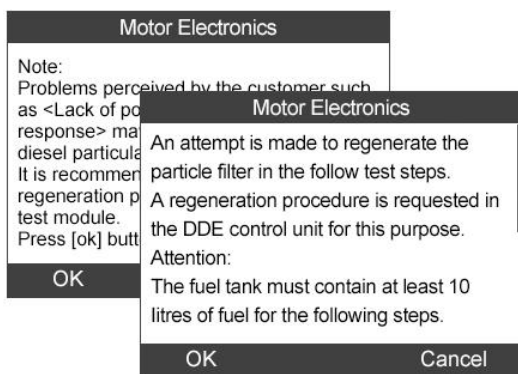 Motor Electronics
Note:
Problems perceived by the customer such
as <Lack of po
response> ma
diesel particula
It is recommen
regeneration p
test module.
Press [ok] butt
OK
Motor Electronics
An attempt is made to regenerate the
particle filter in the follow test steps.
A regeneration procedure is requested in
the DDE control unit for this purpose.
Attention:
The fuel tank must contain at least 10
litres of fuel for the following steps.
OK Cancel